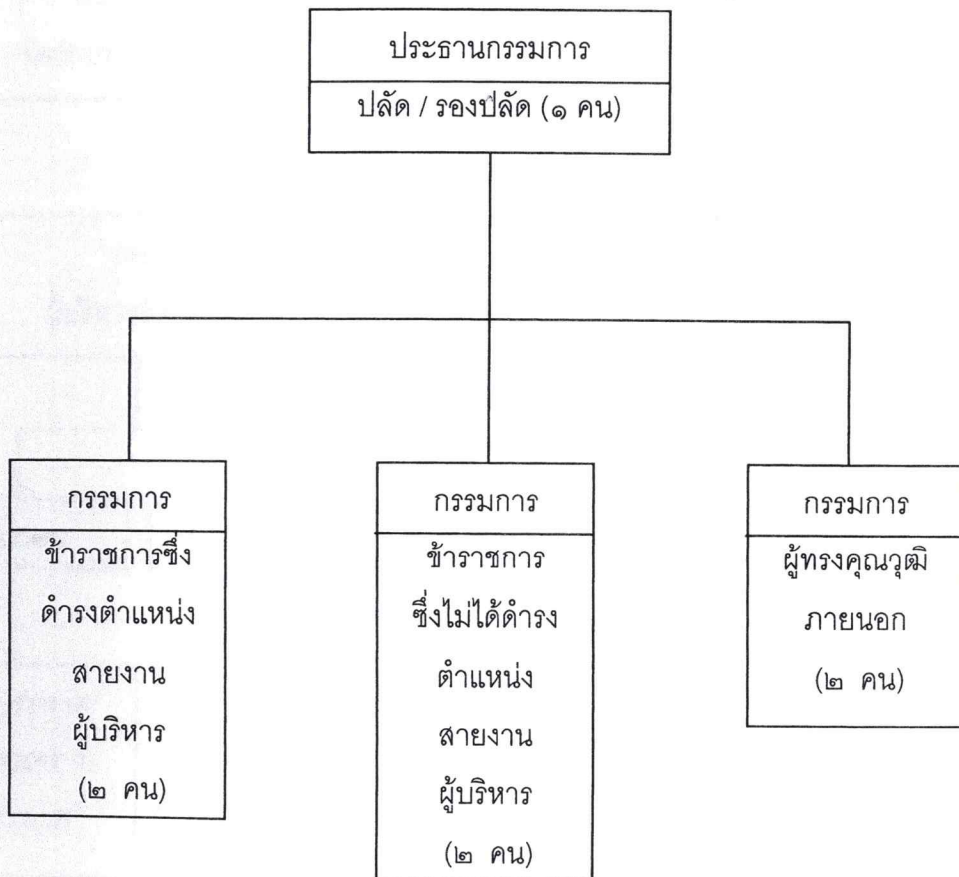 ประธานกรรมการ
ปลัด / รองปลัด (๑ คน)
กรรมการ
ข้าราชการซึ่ง
ดำรงตำแหน่ง
สายงาน
ผู้บริหาร
(๒ คน)
กรรมการ
ข้าราชการ
ซึ่งไม่ได้ดำรง
ตำแหน่ง
สายงาน
ผู้บริหาร
(๒ คน)
กรรมการ
ผู้ทรงคุณวุฒิ
ภายนอก
(๒ คน)